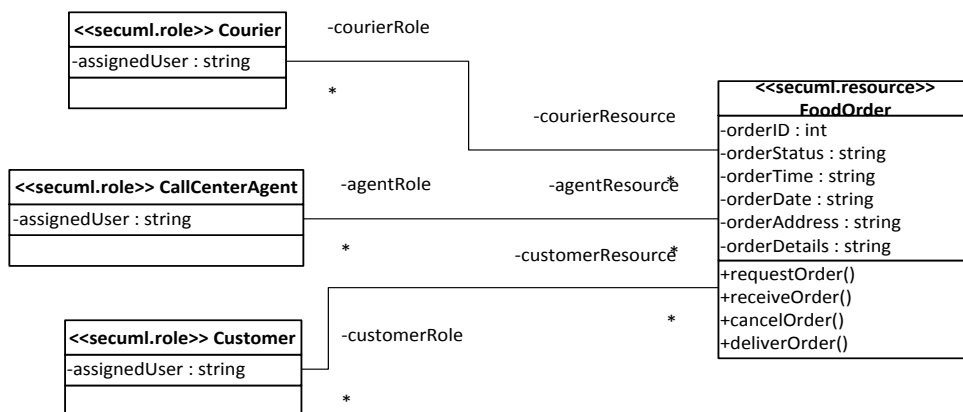 <<secuml.role>> Courier
-assignedUser : string
-courierRole
*
-courierResource
*
<<secuml.resource>>
FoodOrder
-orderID : int
-orderStatus : string
-orderTime : string
-orderDate : string
-orderAddress : string
-orderDetails : string
+requestOrder()
+receiveOrder()
+cancelOrder()
+deliverOrder()
<<secuml.role>> CallCenterAgent
-assignedUser : string
-agentRole
*
-agentResource
*
<<secuml.role>> Customer
-assignedUser : string
-customerRole
*
-customerResource
*